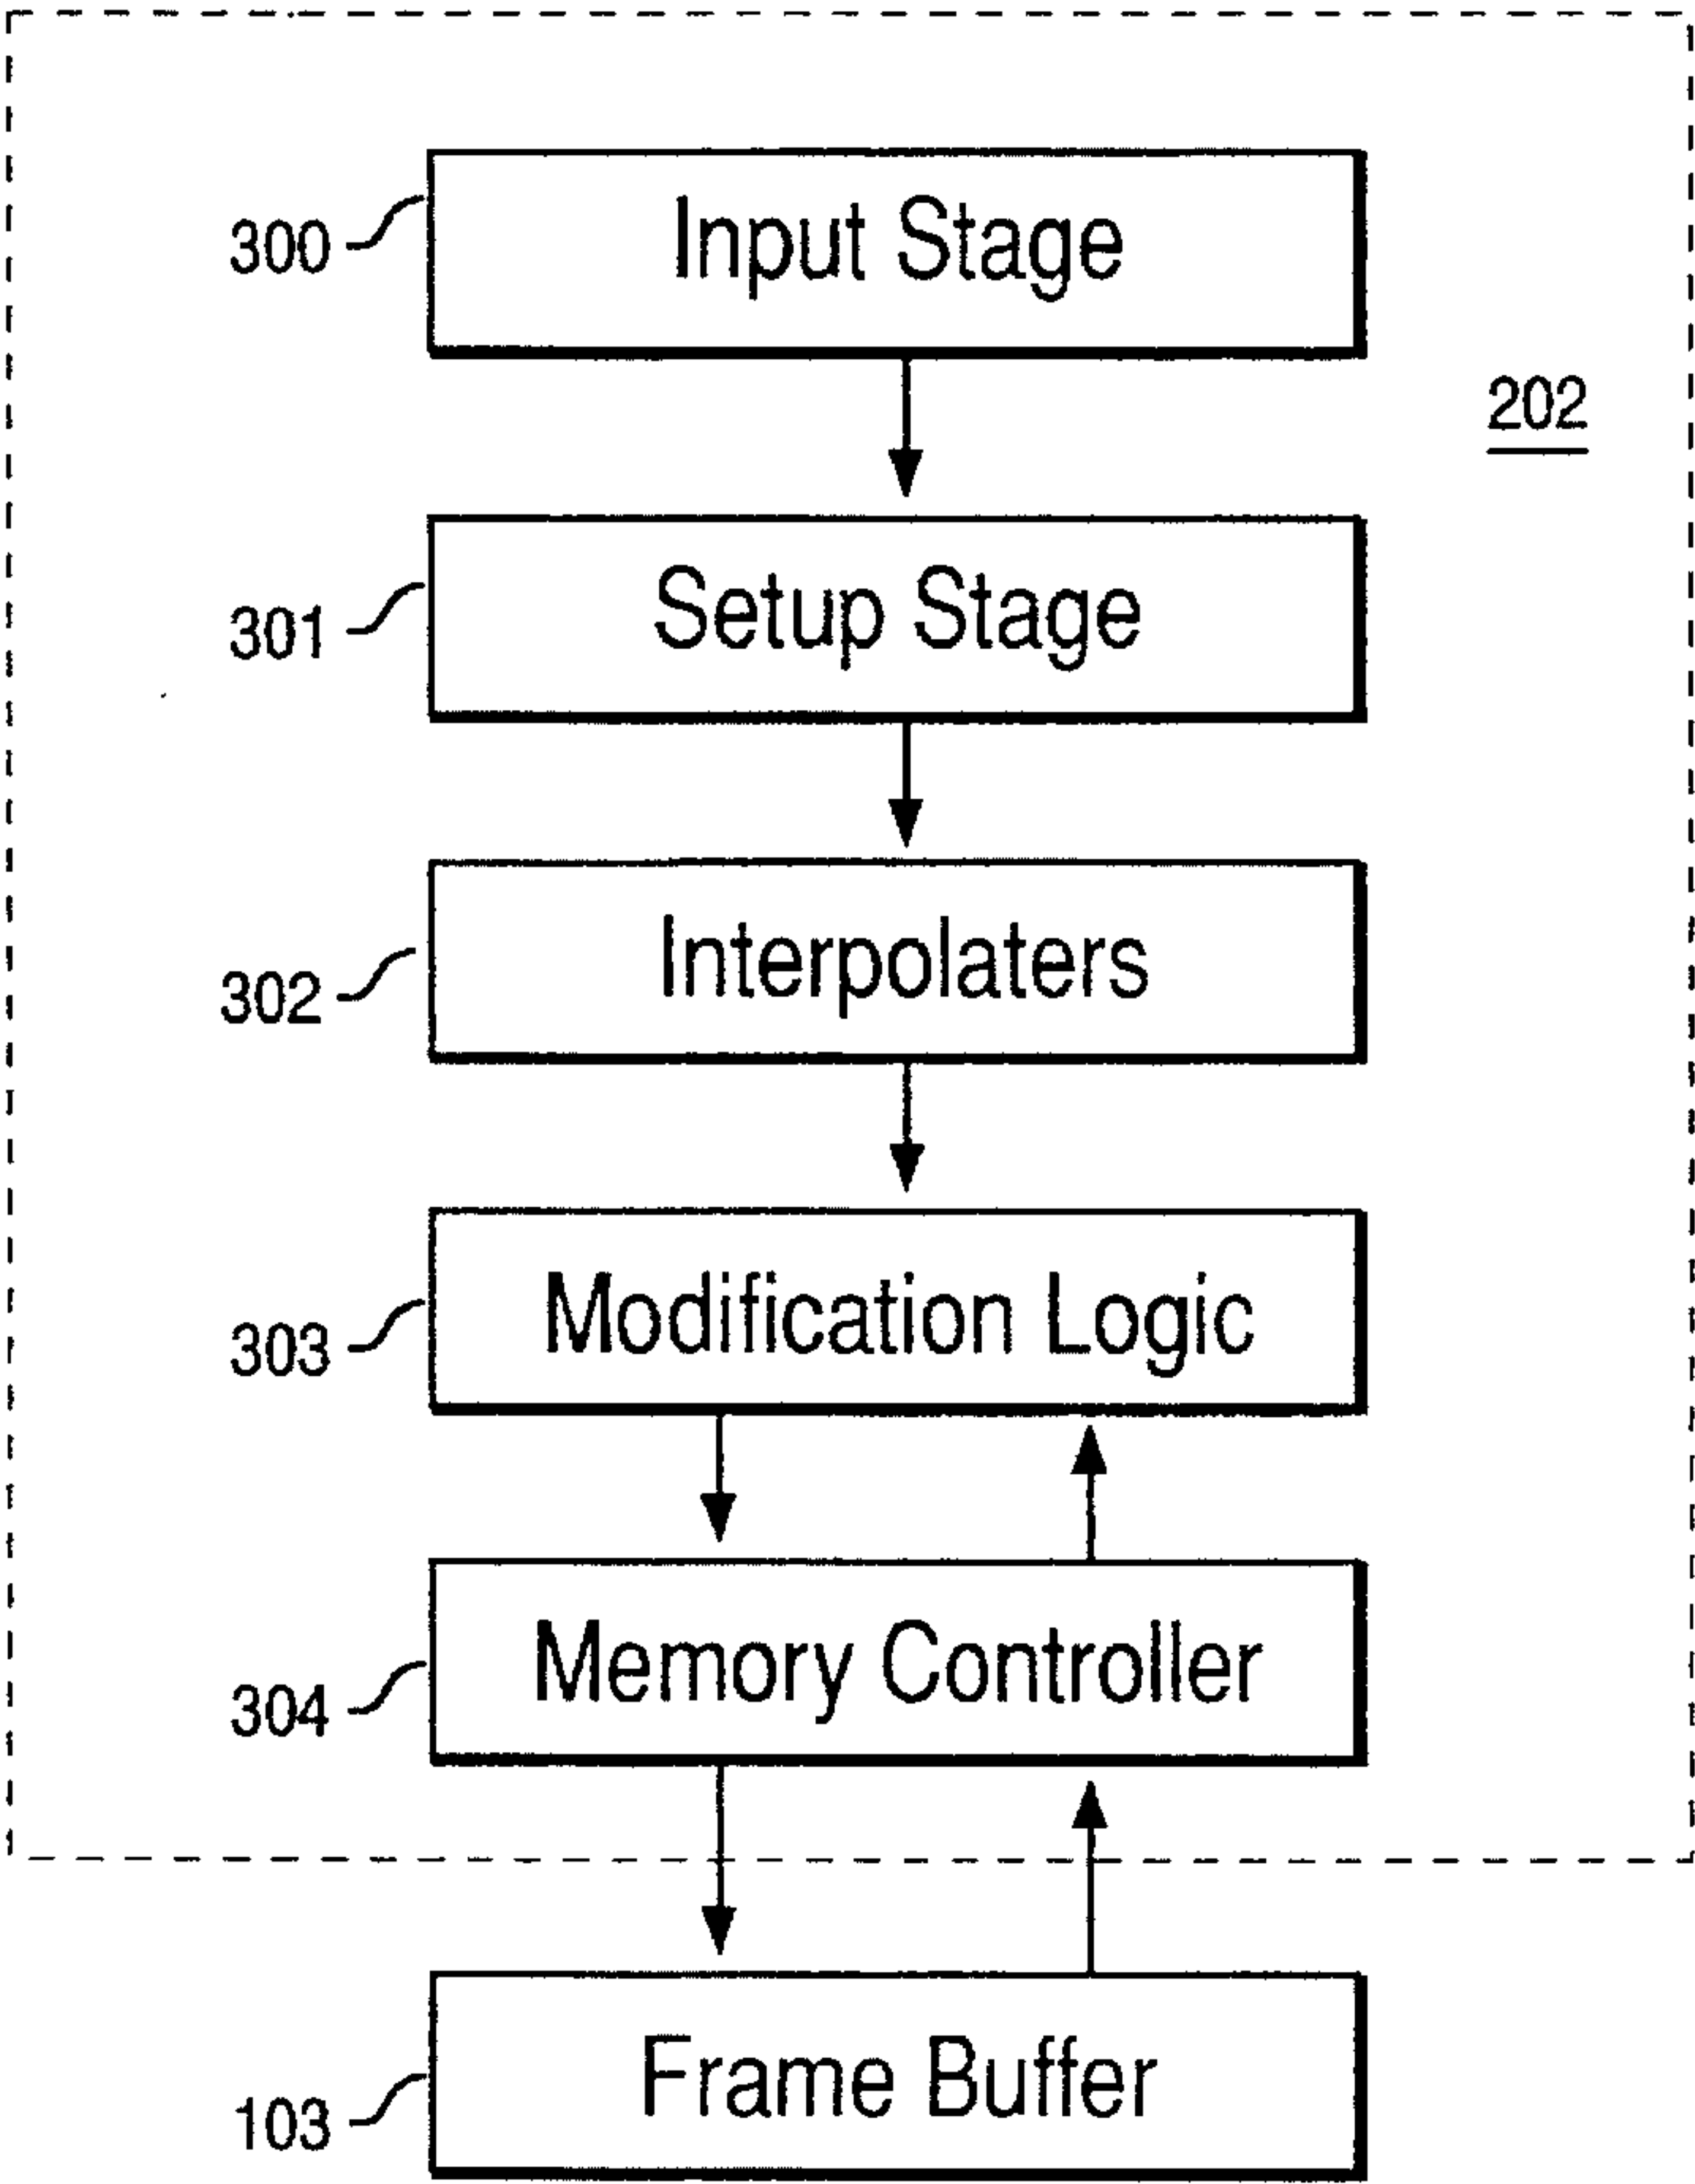 300
Input Stage
202
301
Setup Stage
302
Interpolaters
303
Modification Logic
304
Memory Controller
103
Frame Buffer